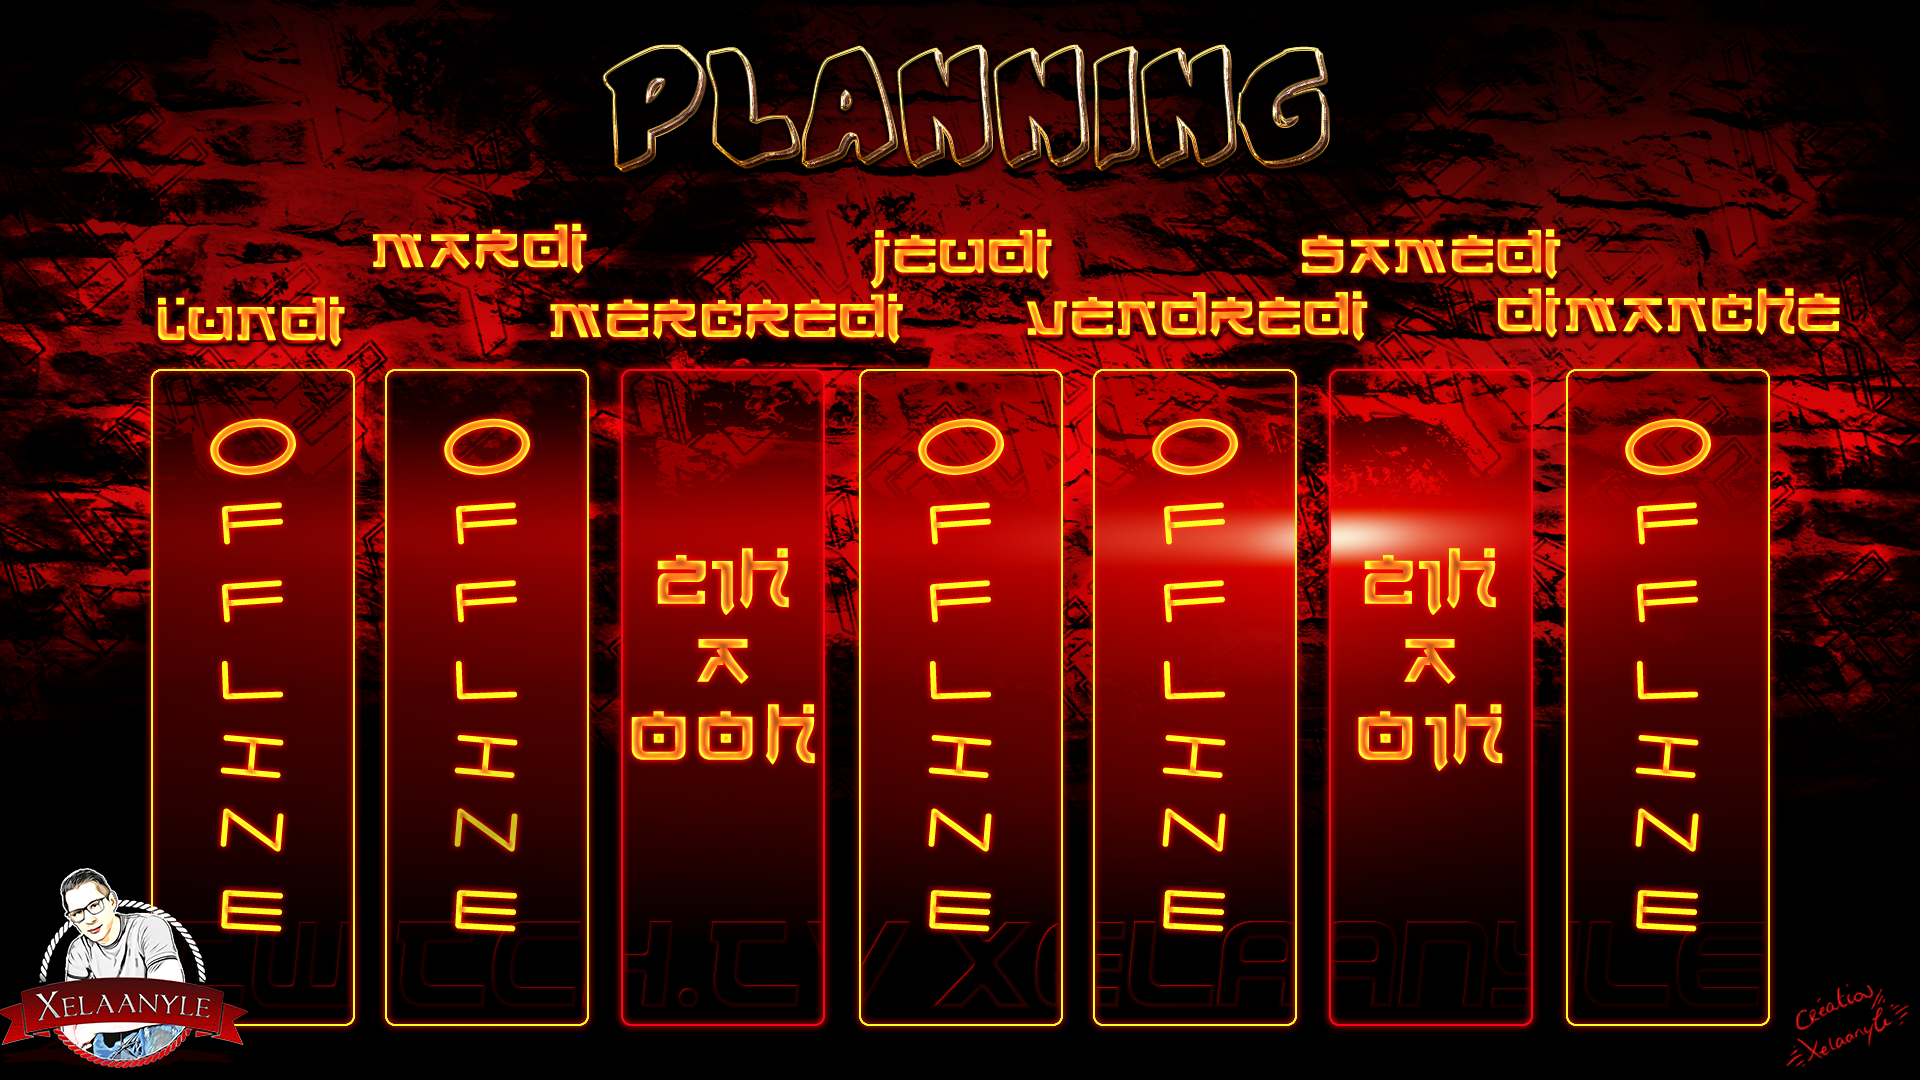 PLANNING
Lundi
Mardi
Mercredi
Jeudi
Vendredi
Samedi
Dimanche
OFFLINE
OFFLINE
21H
A
00H
OFFLINE
OFFLINE
21H
A
01H
OFFLINE
TWITCH.TV XELAANYLE
XELAANYLE
Création
Xelaanyle